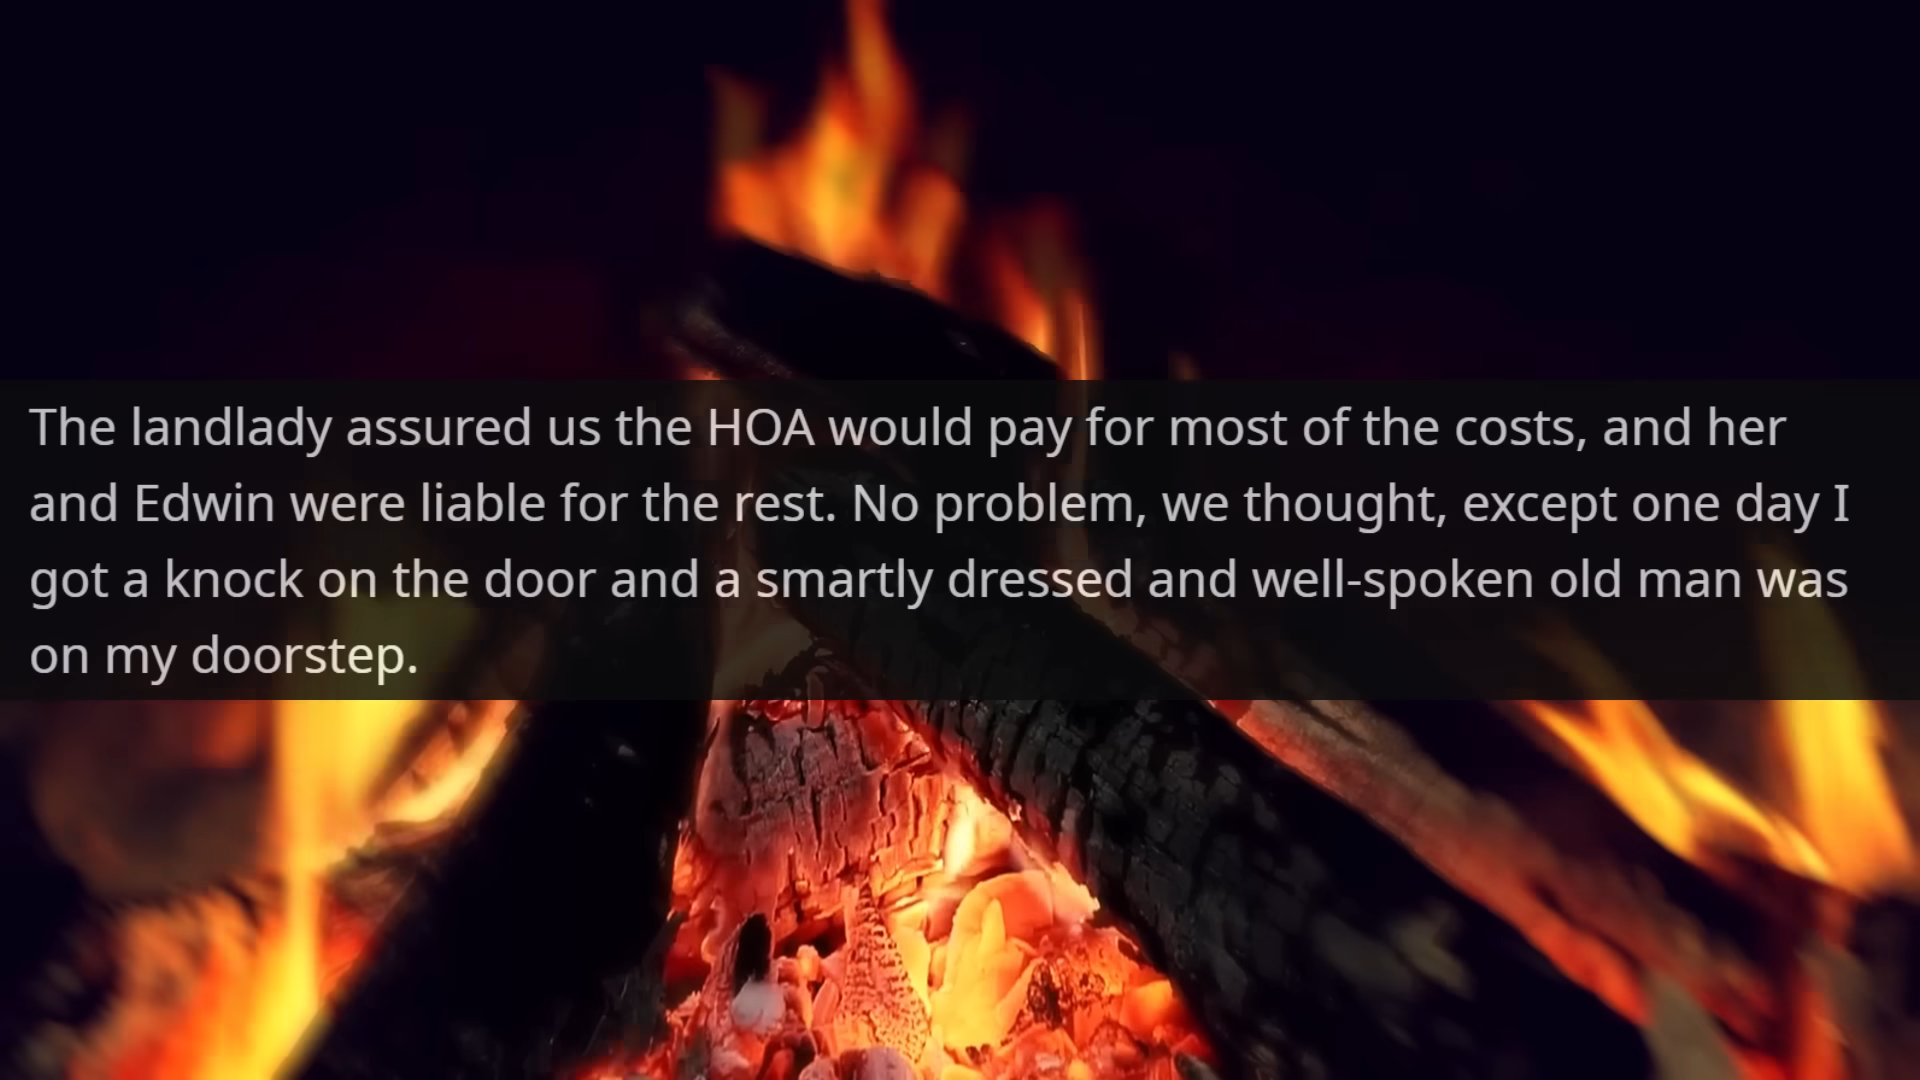 The landlady assured us the HOA would pay for most of the costs, and her
and Edwin were liable for the rest. No problem, we thought, except one day I
got a knock on the door and a smartly dressed and well-spoken old man was
on my doorstep.